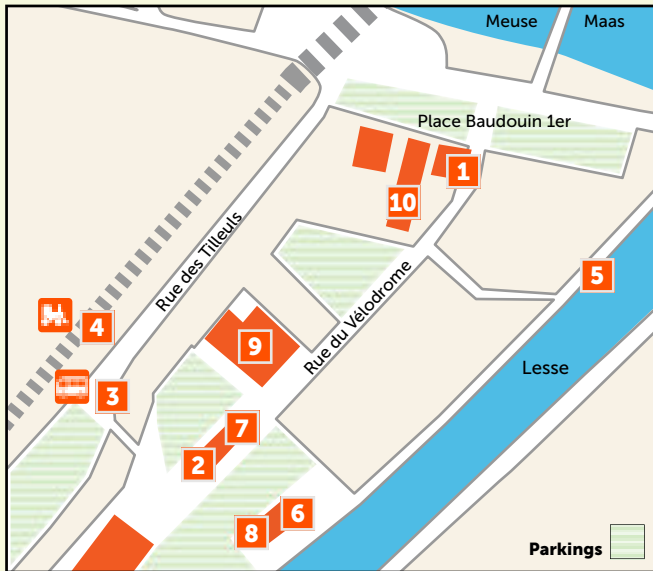 Meuse
Maas
Place Baudouin 1er
1
10
Rue des Tilleuls
5
Rue du Vélodrome
4
9
Lesse
3
7
2
6
8
Parkings